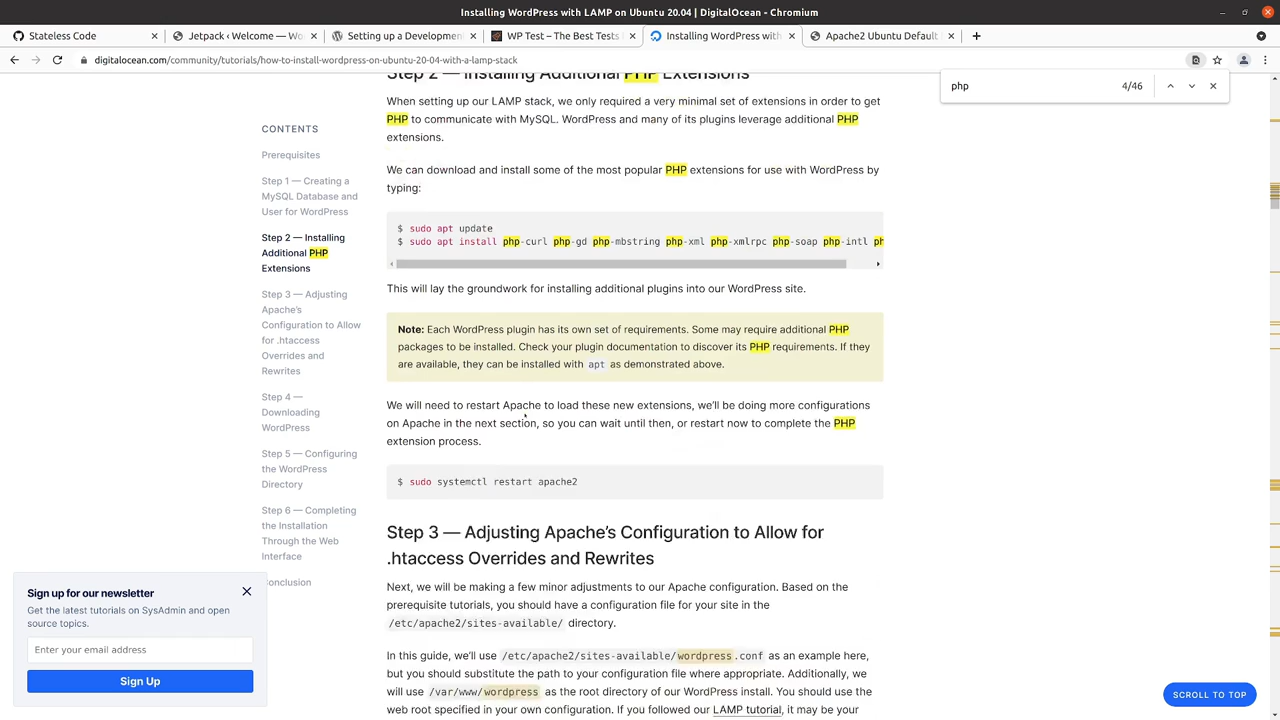 Installing WordPress with LAMP on Ubuntu 20.04 | DigitalOcean - Chromium
Stateless Code
Jetpack ‹ Welcome — Wo
Setting up a Developmen
WP Test – The Best Tests
Installing WordPress with
Apache2 Ubuntu Default
digitalocean.com/community/tutorials/how-to-install-wordpress-on-ubuntu-20-04-with-a-lamp-stack
php
4/46
CONTENTS
Prerequisites
Step 1 — Creating a
MySQL Database and
User for WordPress
Step 2 — Installing
Additional PHP
Extensions
Step 3 — Adjusting
Apache's
Configuration to Allow
for .htaccess
Overrides and
Rewrites
Step 4 —
Downloading
WordPress
Step 5 — Configuring
the WordPress
Directory
Step 6 — Completing
the Installation
Through the Web
Interface
onclusion
Step 2 — Installing Additional PHP Extensions
When setting up our LAMP stack, we only required a very minimal set of extensions in order to get
PHP to communicate with MySQL. WordPress and many of its plugins leverage additional PHP
extensions.
We can download and install some of the most popular PHP extensions for use with WordPress by
typing:
$ sudo apt update
$ sudo apt install php-curl php-gd php-mbstring php-xml php-xmlrpc php-soap php-intl ph
This will lay the groundwork for installing additional plugins into our WordPress site.
Note: Each WordPress plugin has its own set of requirements. Some may require additional PHP
packages to be installed. Check your plugin documentation to discover its PHP requirements. If they
are available, they can be installed with apt as demonstrated above.
We will need to restart Apache to load these new extensions, we'll be doing more configurations
on Apache in the next section, so you can wait until then, or restart now to complete the PHP
extension process.
$ sudo systemctl restart apache2
Step 3 — Adjusting Apache's Configuration to Allow for
.htaccess Overrides and Rewrites
Next, we will be making a few minor adjustments to our Apache configuration. Based on the
prerequisite tutorials, you should have a configuration file for your site in the
/etc/apache2/sites-available/ directory.
In this guide, we'll use /etc/apache2/sites-available/wordpress.conf as an example here,
but you should substitute the path to your configuration file where appropriate. Additionally, we
will use /var/www/wordpress as the root directory of our WordPress install. You should use the
web root specified in your own configuration. If you followed our LAMP tutorial, it may be your
Sign up for our newsletter
Get the latest tutorials on SysAdmin and open
source topics.
Enter your email address
Sign Up
SCROLL TO TOP